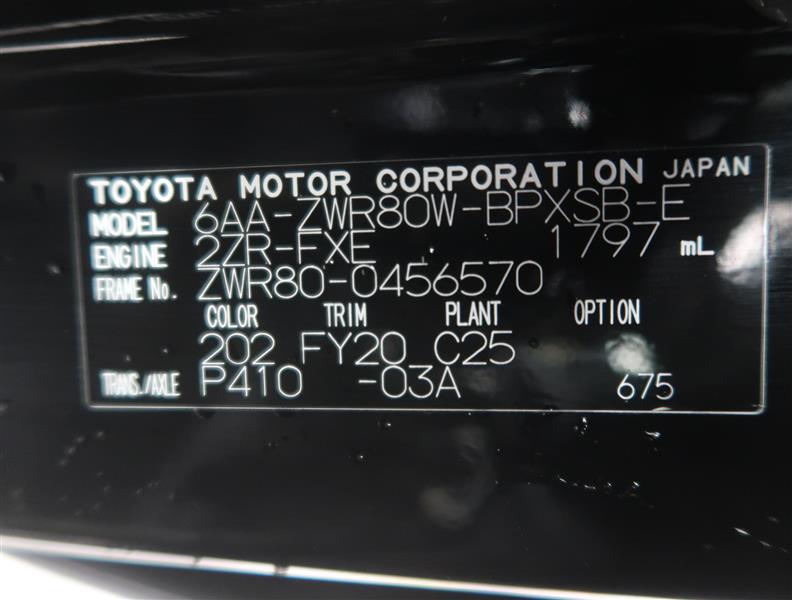 TOYOTA MOTOR CORPORATION JAPAN
MODEL 6AA-ZWR80W-BPXSB-E
ENGINE 2ZR-FXE 1797 mL
FRAME No. ZWR80-0456570
COLOR TRIM PLANT OPTION
202 FY20 C25
TRANS./AXLE P410 -03A 675